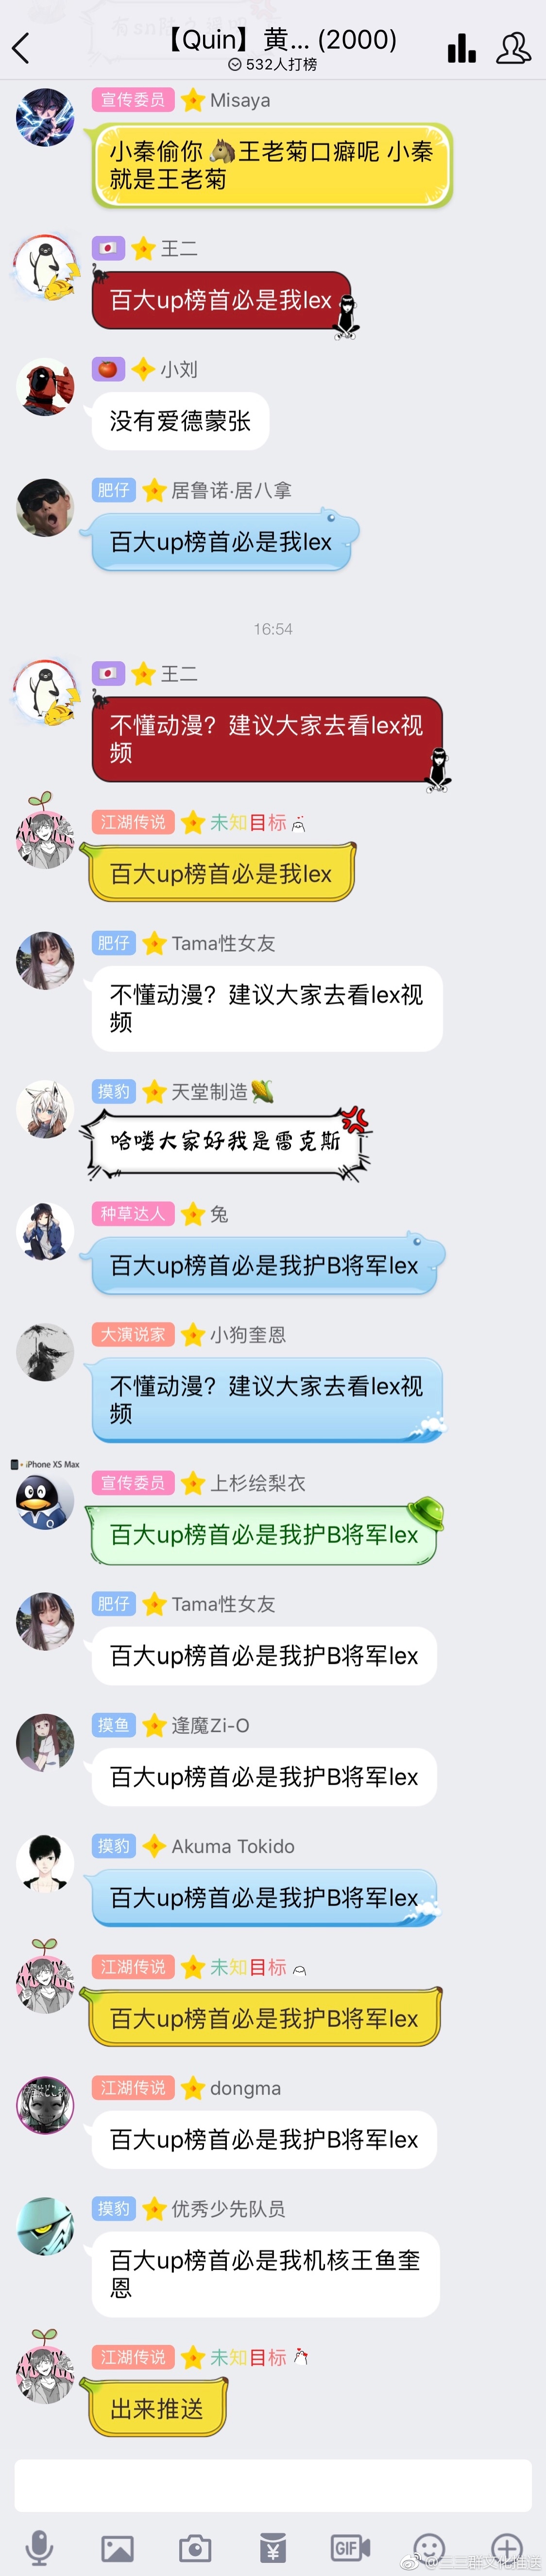 【Quin】黄... (2000)
532人打榜
宣传委员 Misaya
小秦偷你🐴王老菊口癖呢 小秦
就是王老菊
王二
百大up榜首必是我lex
小刘
没有爱德蒙张
肥仔 居鲁诺·居八拿
百大up榜首必是我lex
16:54
王二
不懂动漫？建议大家去看lex视
频
江湖传说 未知目标
百大up榜首必是我lex
肥仔 Tama性女友
不懂动漫？建议大家去看lex视
频
摸豹 天堂制造🌽
哈喽大家好我是雷克斯
种草达人 兔
百大up榜首必是我护B将军lex
大演说家 小狗奎恩
不懂动漫？建议大家去看lex视
频
iPhone XS Max
宣传委员 上杉绘梨衣
百大up榜首必是我护B将军lex
肥仔 Tama性女友
百大up榜首必是我护B将军lex
摸鱼 逢魔Zi-O
百大up榜首必是我护B将军lex
摸豹 Akuma Tokido
百大up榜首必是我护B将军lex
江湖传说 未知目标
百大up榜首必是我护B将军lex
江湖传说 dongma
百大up榜首必是我护B将军lex
摸豹 优秀少先队员
百大up榜首必是我机核王鱼奎
恩
江湖传说 未知目标
出来推送
GIF
@三三群文化推送